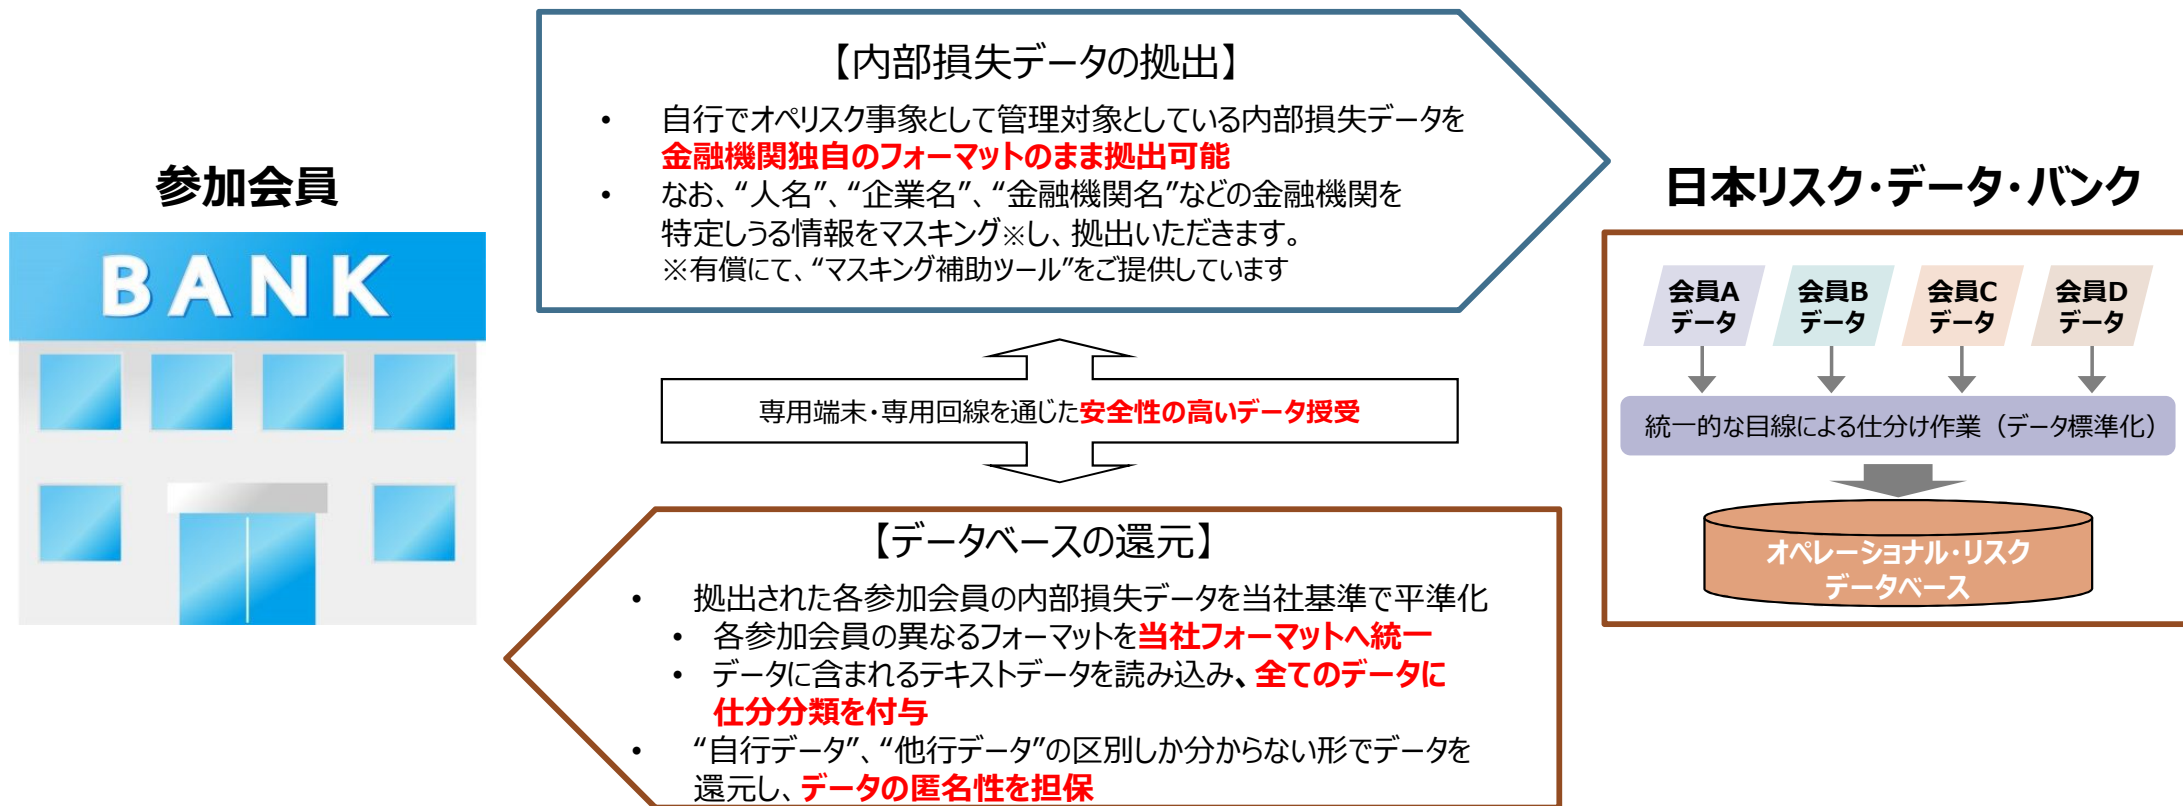 参加会員
BANK
【内部損失データの拠出】
• 自行でオペリスク事象として管理対象としている内部損失データを
金融機関独自のフォーマットのまま拠出可能
• なお、“人名”、“企業名”、“金融機関名”などの金融機関を
特定しうる情報をマスキング※し、拠出いただきます。
※有償にて、“マスキング補助ツール”をご提供しています
専用端末・専用回線を通じた安全性の高いデータ授受
【データベースの還元】
• 拠出された各参加会員の内部損失データを当社基準で平準化
• 各参加会員の異なるフォーマットを当社フォーマットへ統一
• データに含まれるテキストデータを読み込み、全てのデータに
仕分分類を付与
• “自行データ”、“他行データ”の区別しか分からない形でデータを
還元し、データの匿名性を担保
日本リスク・データ・バンク
会員A
データ
会員B
データ
会員C
データ
会員D
データ
統一的な目線による仕分け作業（データ標準化）
オペレーショナル・リスク
データベース